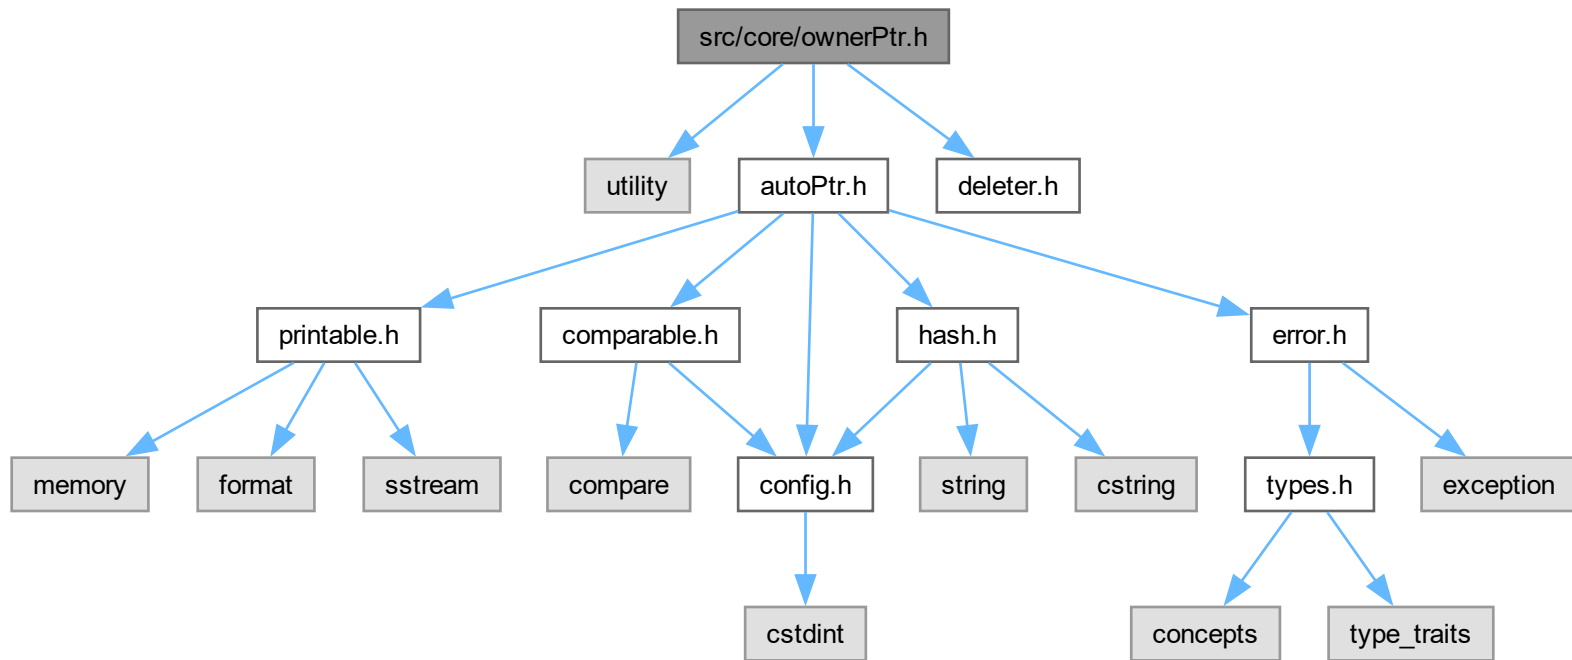 src/core/ownerPtr.h
utility
autoPtr.h
deleter.h
printable.h
comparable.h
hash.h
error.h
memory
format
sstream
compare
config.h
string
cstring
types.h
exception
cstdint
concepts
type_traits